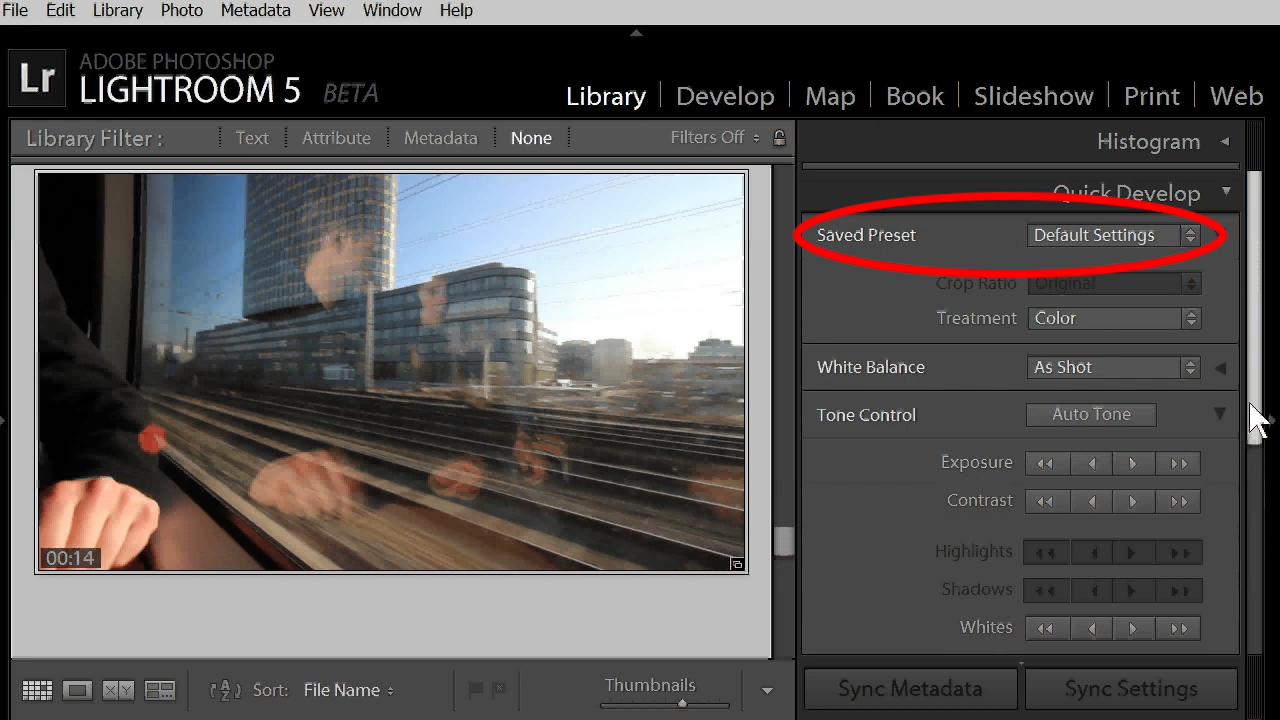 File Edit Library Photo Metadata View Window Help
Lr ADOBE PHOTOSHOP
LIGHTROOM 5 BETA
Library Develop Map Book Slideshow Print Web
Library Filter : Text Attribute Metadata None Filters Off
Histogram
Quick Develop
Saved Preset Default Settings
Crop Ratio Original
Treatment Color
White Balance As Shot
Tone Control Auto Tone
Exposure
Contrast
Highlights
Shadows
Whites
00:14
X Y A Z Sort: File Name Thumbnails
Sync Metadata Sync Settings